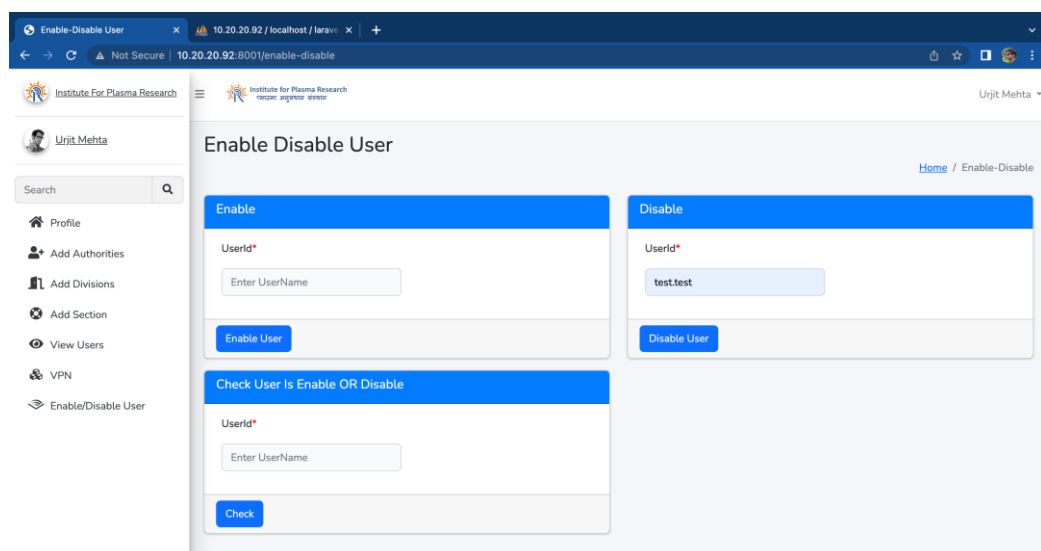 Enable-Disable User
10.20.20.92 / localhost / larave
Not Secure | 10.20.20.92:8001/enable-disable
Institute For Plasma Research
Institute for Plasma Research
प्लाज़्मा अनुसंधान संस्थान
Urjit Mehta
Urjit Mehta
Enable Disable User
Home / Enable-Disable
Search
Profile
Add Authorities
Add Divisions
Add Section
View Users
VPN
Enable/Disable User
Enable
UserId*
Enter UserName
Enable User
Disable
UserId*
test.test
Disable User
Check User Is Enable OR Disable
UserId*
Enter UserName
Check